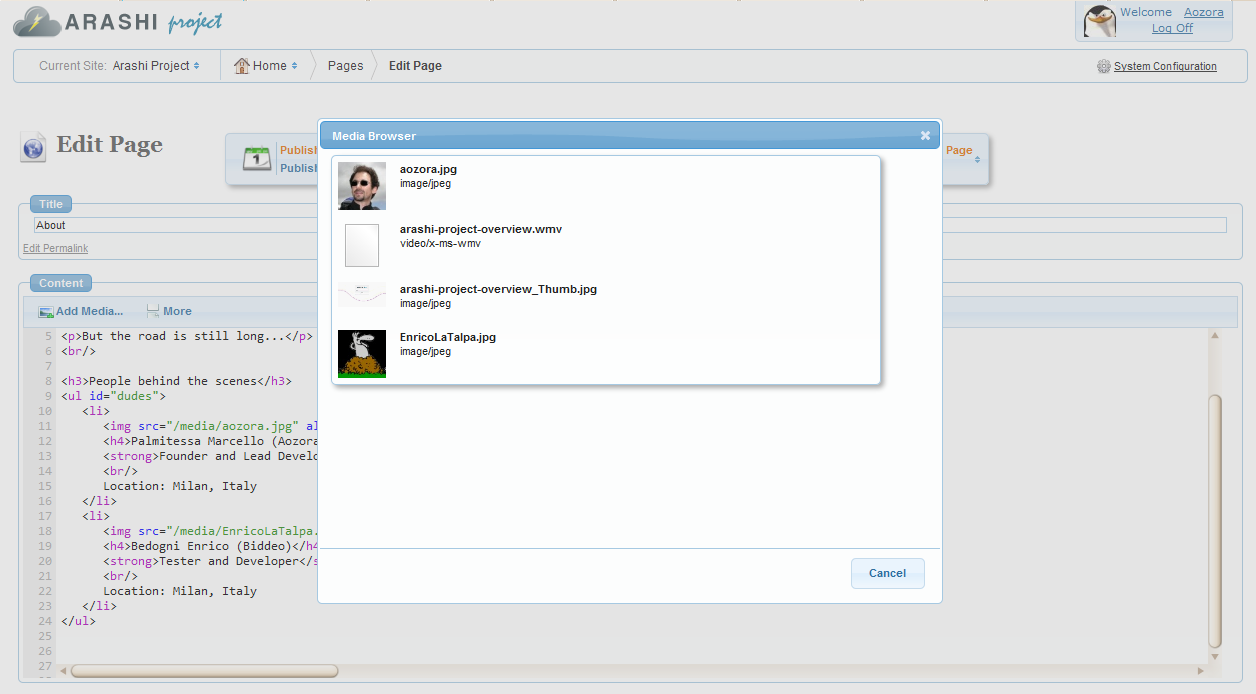 ARASHI project
Welcome Aozora
Log Off
Current Site: Arashi Project Home Pages Edit Page System Configuration
Edit Page
1
Publish
Publish
Page
Title
About
Edit Permalink
Content
Add Media... More
5 <p>But the road is still long...</p>
6 <br/>
7
8 <h3>People behind the scenes</h3>
9 <ul id="dudes">
10 <li>
11 <img src="/media/aozora.jpg" al
12 <h4>Palmitessa Marcello (Aozora
13 <strong>Founder and Lead Develo
14 <br/>
15 Location: Milan, Italy
16 </li>
17 <li>
18 <img src="/media/EnricoLaTalpa.
19 <h4>Bedogni Enrico (Biddeo)</h4
20 <strong>Tester and Developer</s
21 <br/>
22 Location: Milan, Italy
23 </li>
24 </ul>
25
26
27
Media Browser
aozora.jpg
image/jpeg
arashi-project-overview.wmv
video/x-ms-wmv
arashi-project-overview_Thumb.jpg
image/jpeg
EnricoLaTalpa.jpg
image/jpeg
Cancel